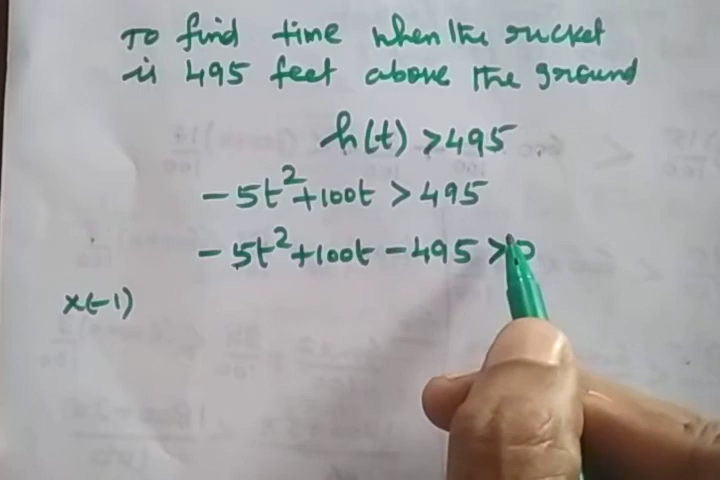 To find time when the rocket
is 495 feet above the ground
h(t) > 495
-5t²+100t > 495
-5t²+100t - 495 > 0
x(-1)